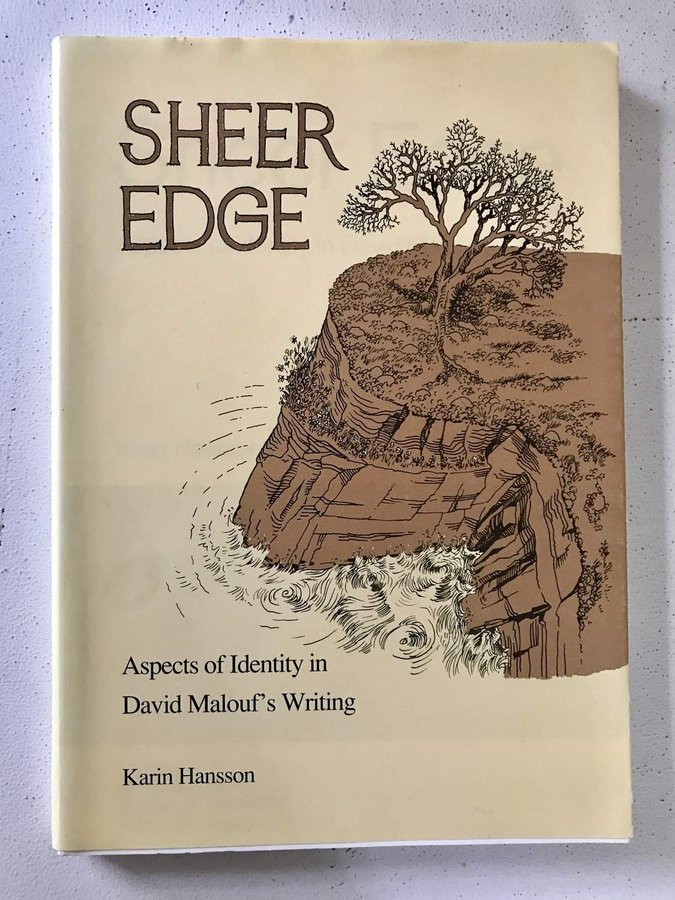 SHEER
EDGE
Aspects of Identity in
David Malouf's Writing
Karin Hansson